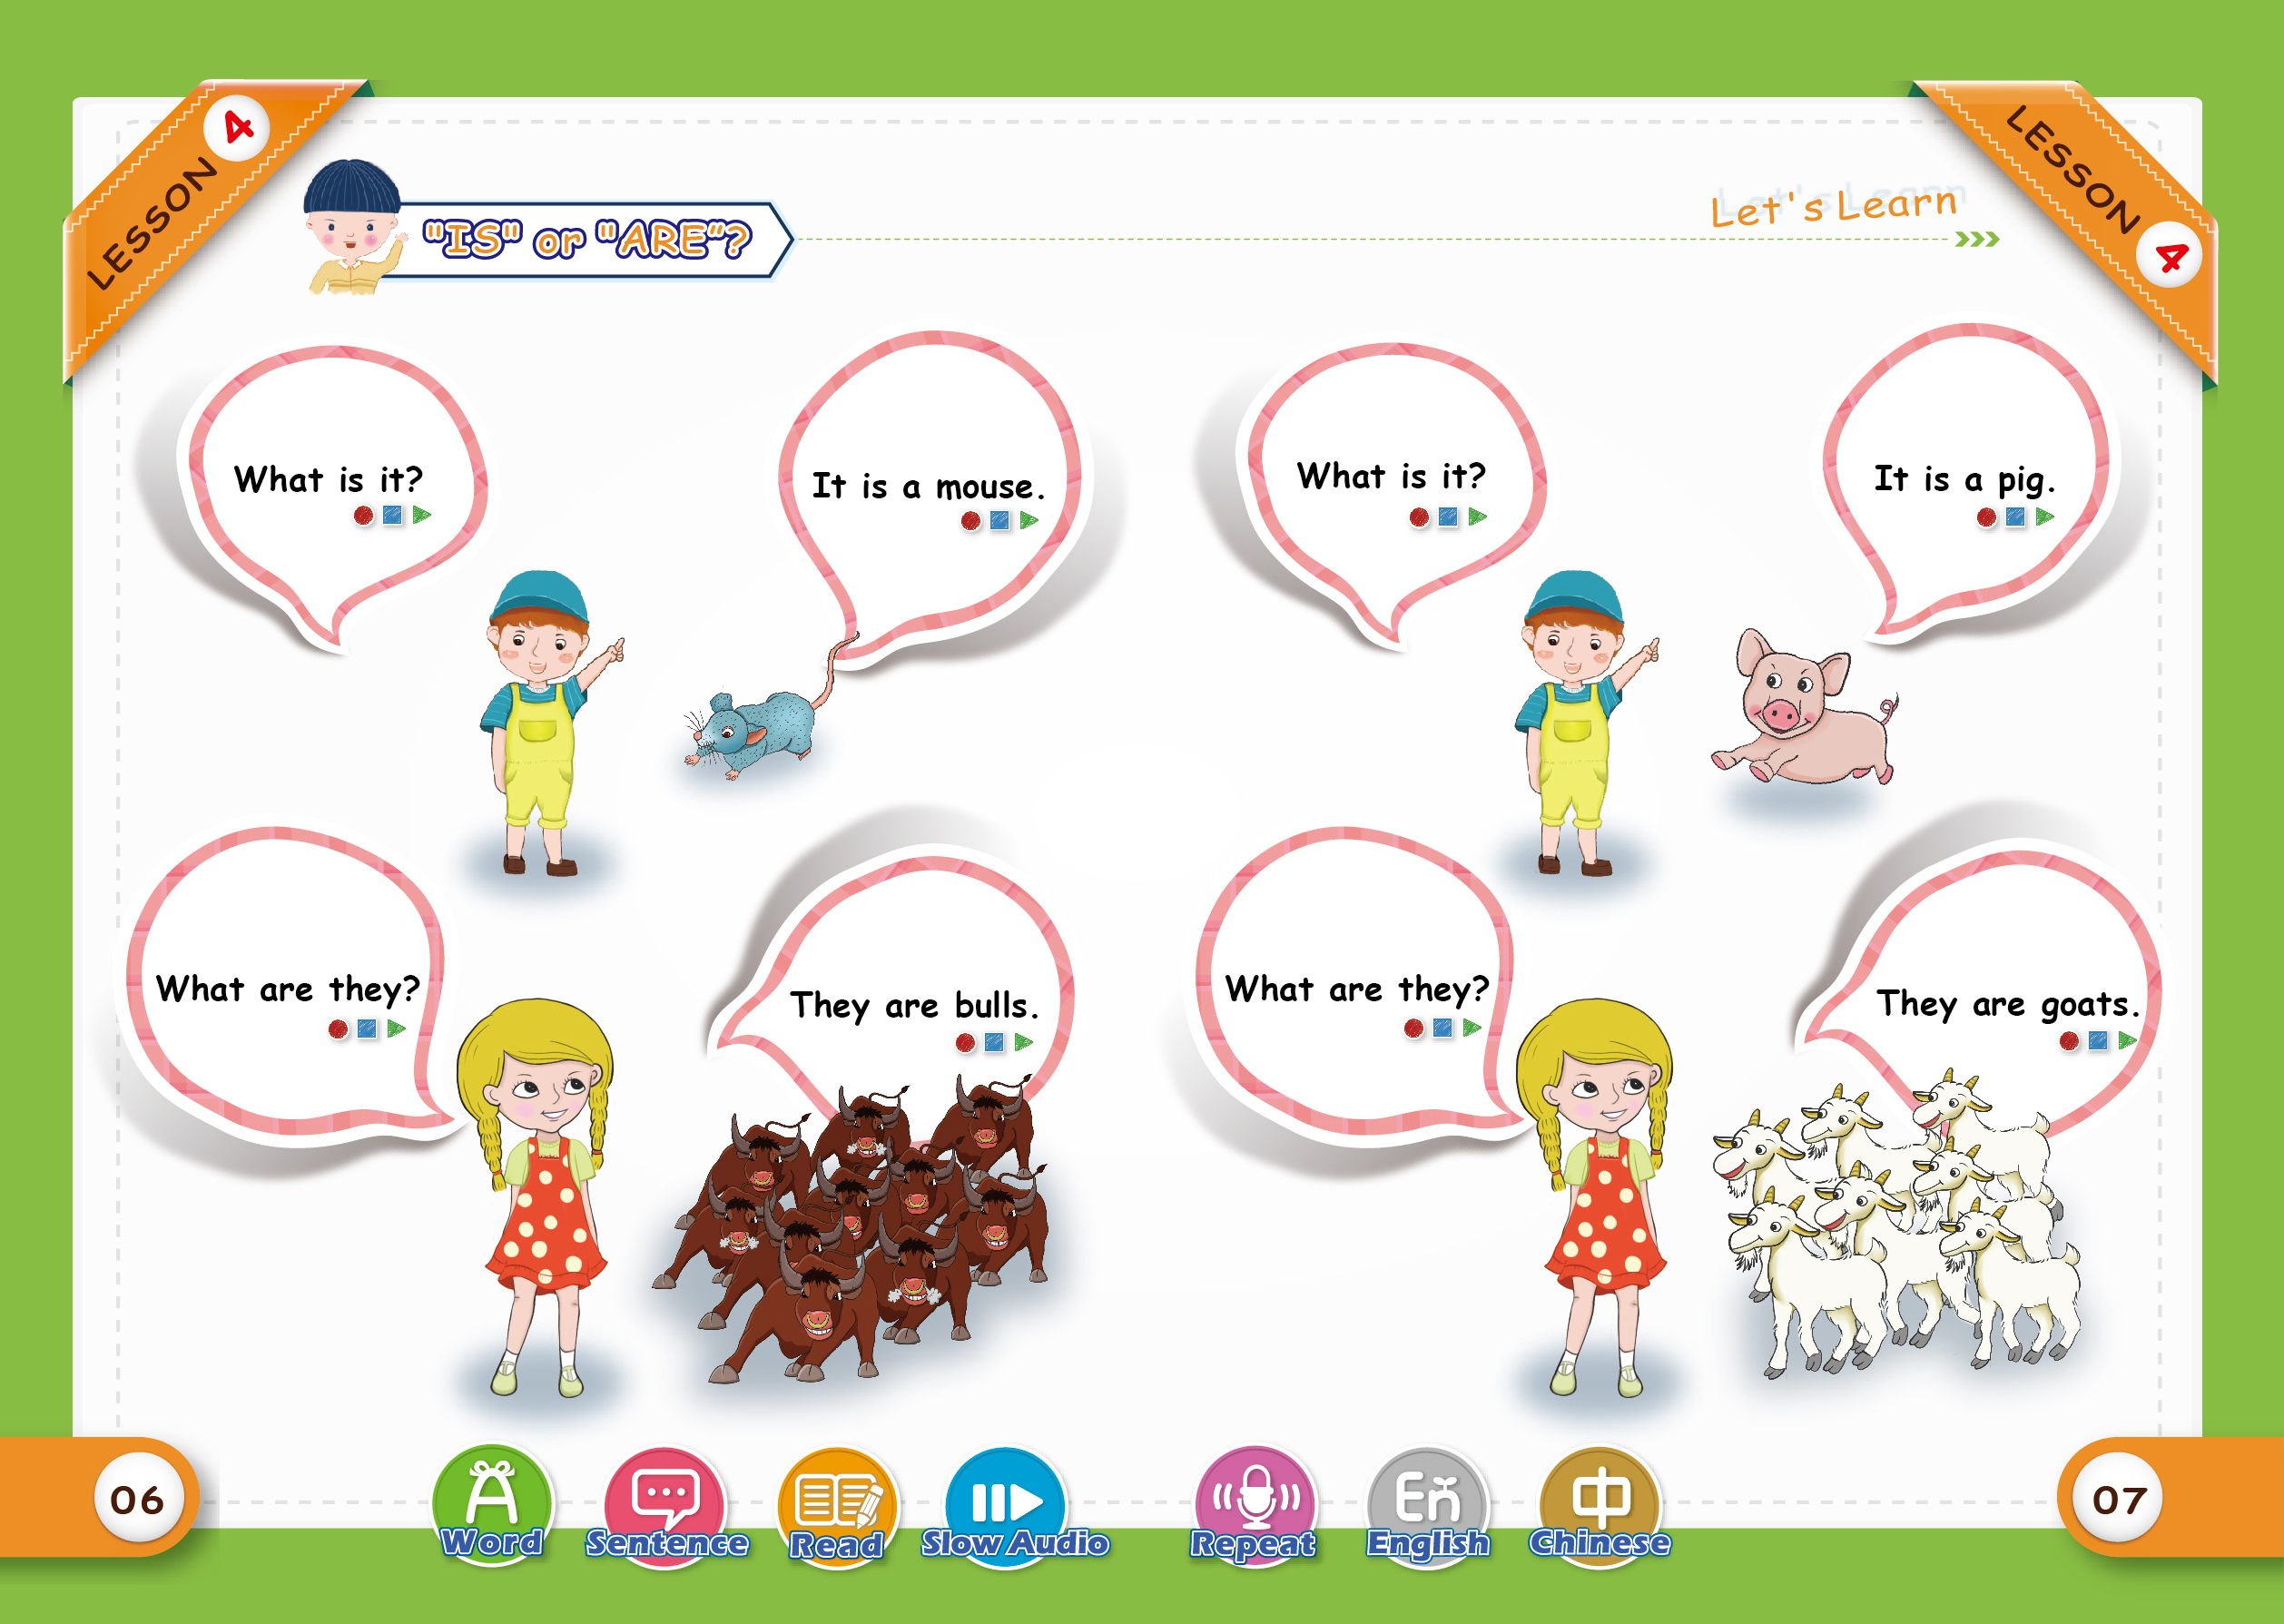 LESSON 4
"IS" or "ARE"?
Let's Learn
LESSON 4
What is it?
It is a mouse.
What is it?
It is a pig.
What are they?
They are bulls.
What are they?
They are goats.
06
Word
Sentence
Read
Slow Audio
Repeat
En
English
中
Chinese
07